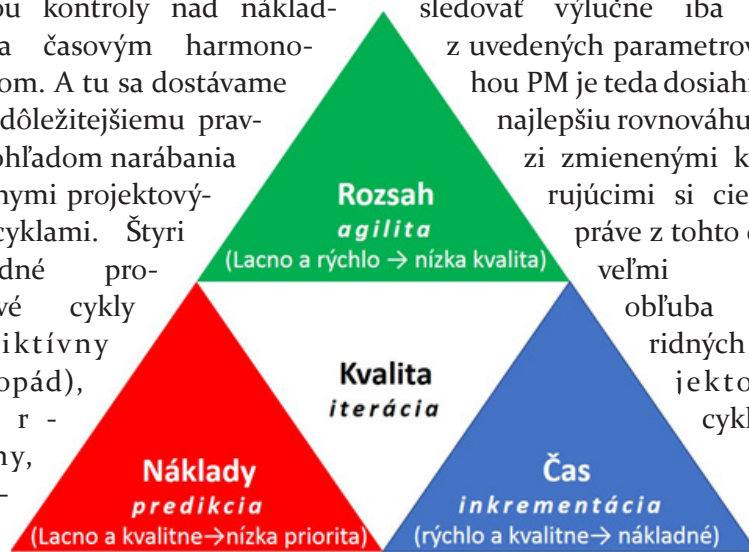 ou kontroly nad náklad-
a časovým harmono-
om. A tu sa dostávame
dôležitejšiemu prav-
ohľadom narábania
nymi projektový-
cyklami. Štyri
dné pro-
vé cykly
iktívny
opád),
r -
ny,
-
Rozsah
agilita
(Lacno a rýchlo → nízka kvalita)
Kvalita
iterácia
Náklady
predikcia
(Lacno a kvalitne→nízka priorita)
Čas
inkrementácia
(rýchlo a kvalitne→ nákladné)
sledovať výlučne iba
z uvedených parametrov
hou PM je teda dosiahn
najlepšiu rovnováhu
zi zmienenými k
rujúcimi si cie
práve z tohto
veľmi
obľuba
ridných
jekto
cykl